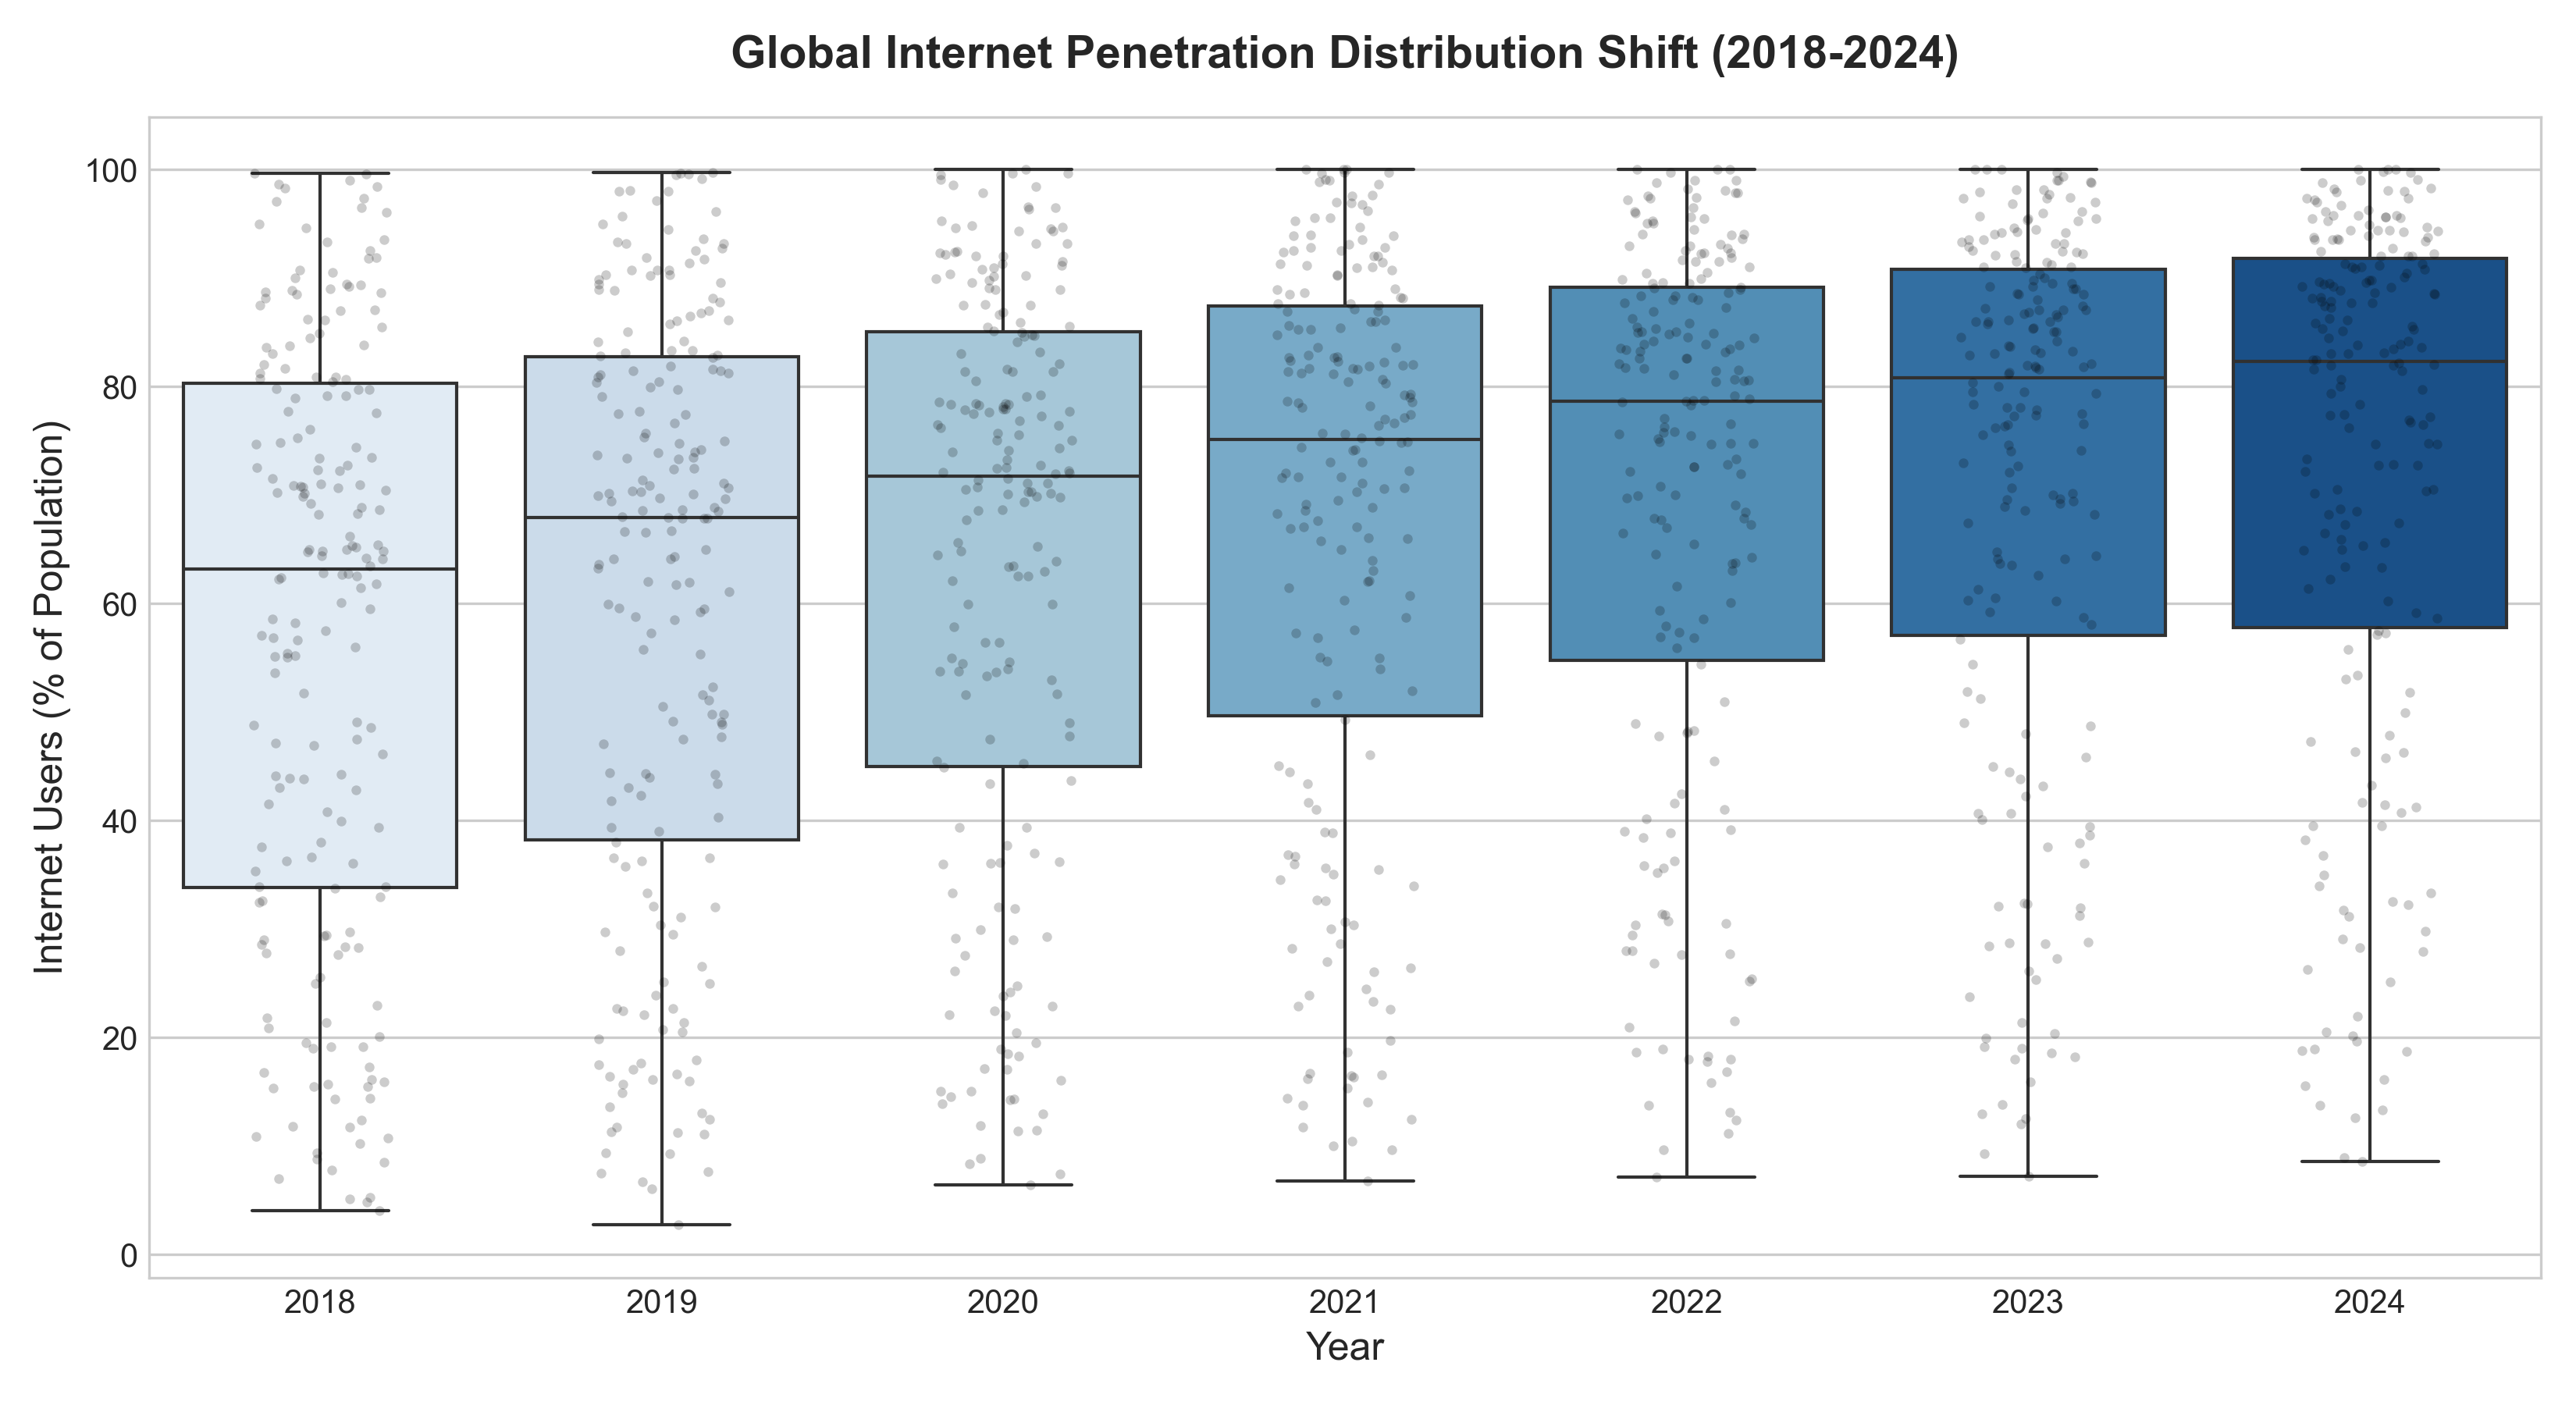 Global Internet Penetration Distribution Shift (2018-2024)
Internet Users (% of Population)
100
80
60
40
20
0
2018 2019 2020 2021 2022 2023 2024
Year